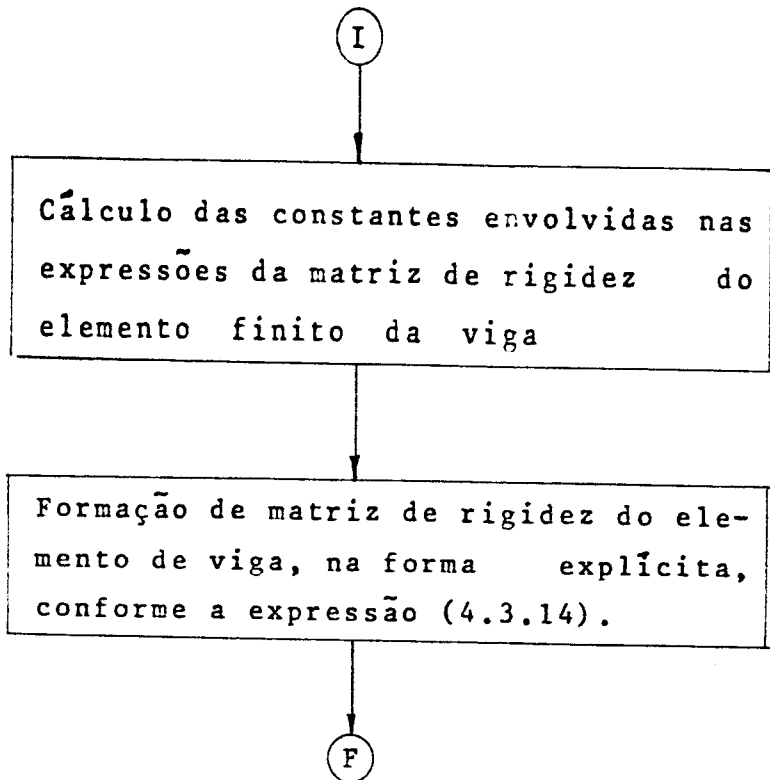 I
Cálculo das constantes envolvidas nas
expressões da matriz de rigidez do
elemento finito da viga
Formação de matriz de rigidez do ele-
mento de viga, na forma explícita,
conforme a expressão (4.3.14).
F